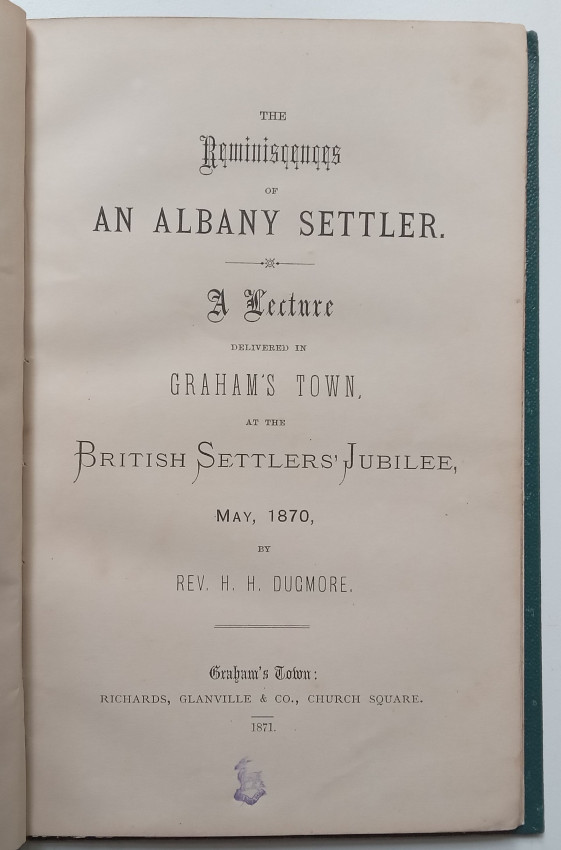 THE
Reminiscences
OF
AN ALBANY SETTLER.
A Lecture
DELIVERED IN
GRAHAM'S TOWN,
AT THE
BRITISH SETTLERS' JUBILEE,
MAY, 1870,
BY
REV. H. H. DUGMORE.
Graham's Town:
RICHARDS, GLANVILLE & CO., CHURCH SQUARE.
1871.